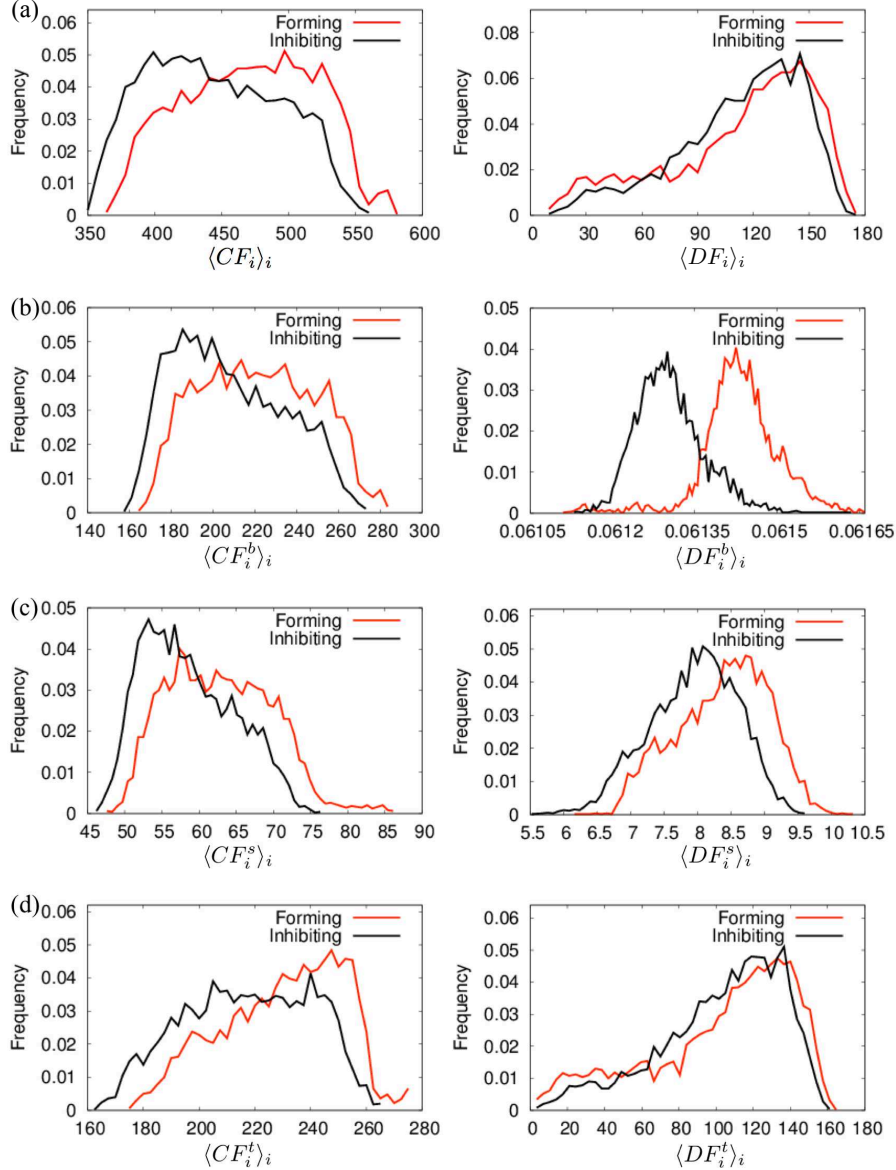 (a)
0.06
0.05
0.04
0.03
0.02
0.01
0
Frequency
Forming
Inhibiting
350 400 450 500 550 600
⟨CF_i⟩_i
0.08
0.06
0.04
0.02
0
Frequency
Forming
Inhibiting
0 30 60 90 120 150 180
⟨DF_i⟩_i
(b)
0.06
0.05
0.04
0.03
0.02
0.01
0
Frequency
Forming
Inhibiting
140 180 220 260 300
⟨CF_i^b⟩_i
0.05
0.04
0.03
0.02
0.01
0
Frequency
Forming
Inhibiting
0.06105 0.0612 0.06135 0.0615 0.06165
⟨DF_i^b⟩_i
(c)
0.05
0.04
0.03
0.02
0.01
0
Frequency
Forming
Inhibiting
45 50 55 60 65 70 75 80 85 90
⟨CF_i^s⟩_i
0.06
0.05
0.04
0.03
0.02
0.01
0
Frequency
Forming
Inhibiting
5.5 6 6.5 7 7.5 8 8.5 9 9.5 10.5
⟨DF_i^s⟩_i
(d)
0.06
0.05
0.04
0.03
0.02
0.01
0
Frequency
Forming
Inhibiting
160 180 200 220 240 260 280
⟨CF_i^t⟩_i
0.06
0.05
0.04
0.03
0.02
0.01
0
Frequency
Forming
Inhibiting
0 20 40 60 80 100 120 140 160 180
⟨DF_i^t⟩_i